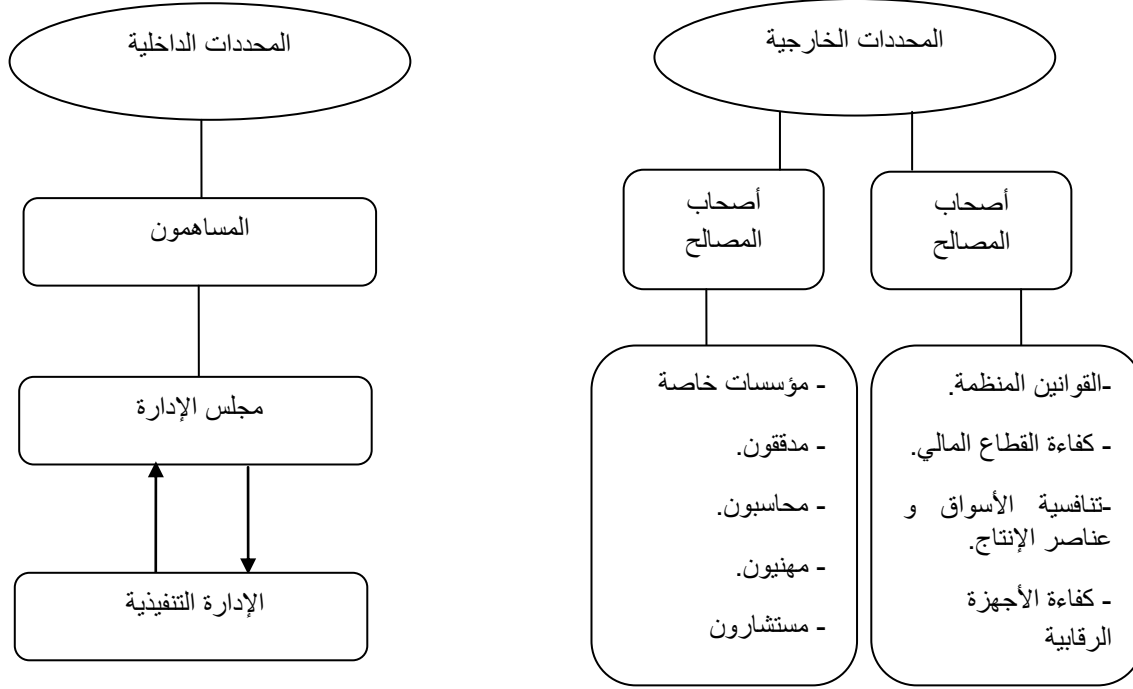 المحددات الخارجية
أصحاب
المصالح
أصحاب
المصالح
-القوانين المنظمة.
- كفاءة القطاع المالي.
-تنافسية الأسواق و
عناصر الإنتاج.
- كفاءة الأجهزة
الرقابية
- مؤسسات خاصة
- مدققون.
- محاسبون.
- مهنيون.
- مستشارون
المحددات الداخلية
المساهمون
مجلس الإدارة
الإدارة التنفيذية